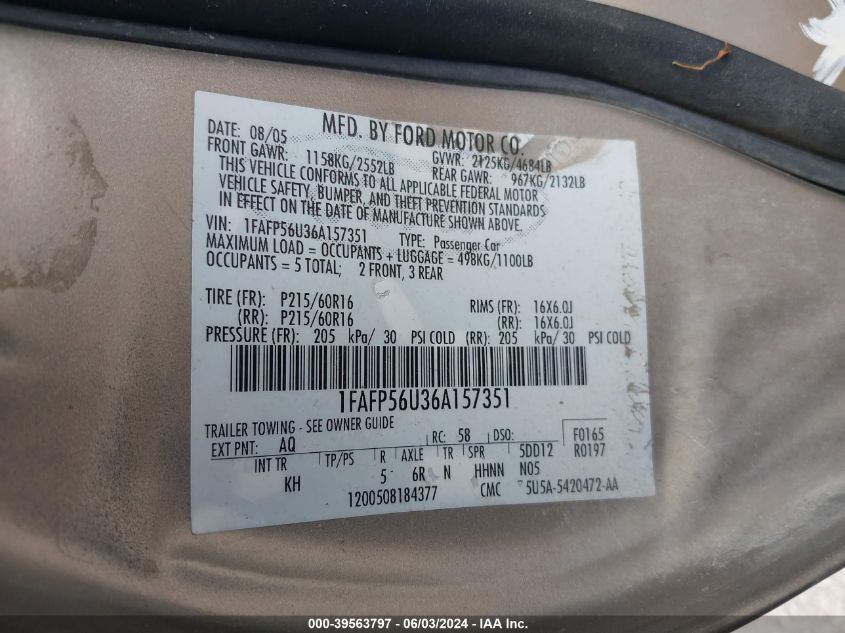 MFD. BY FORD MOTOR CO.
DATE: 08/05 GVWR: 2125KG/4684LB
FRONT GAWR: 1158KG/2552LB REAR GAWR: 967KG/2132LB
THIS VEHICLE CONFORMS TO ALL APPLICABLE FEDERAL MOTOR
VEHICLE SAFETY, BUMPER, AND THEFT PREVENTION STANDARDS
IN EFFECT ON THE DATE OF MANUFACTURE SHOWN ABOVE.
VIN: 1FAFP56U36A157351 TYPE: Passenger Car
MAXIMUM LOAD = OCCUPANTS + LUGGAGE = 498KG/1100LB
OCCUPANTS = 5 TOTAL; 2 FRONT, 3 REAR
TIRE (FR): P215/60R16 RIMS (FR): 16X6.0J
(RR): P215/60R16 (RR): 16X6.0J
PRESSURE (FR): 205 kPa/ 30 PSI COLD (RR): 205 kPa/ 30 PSI COLD
1FAFP56U36A157351
TRAILER TOWING - SEE OWNER GUIDE F0165
EXT PNT: AQ RC: 58 DSO: R0197
INT TR TP/PS R AXLE TR SPR 5DD12
KH 5 6R N HHNN N05
1200508184377 CMC 5U5A-5420472-AA
000-39563797 - 06/03/2024 - IAA Inc.